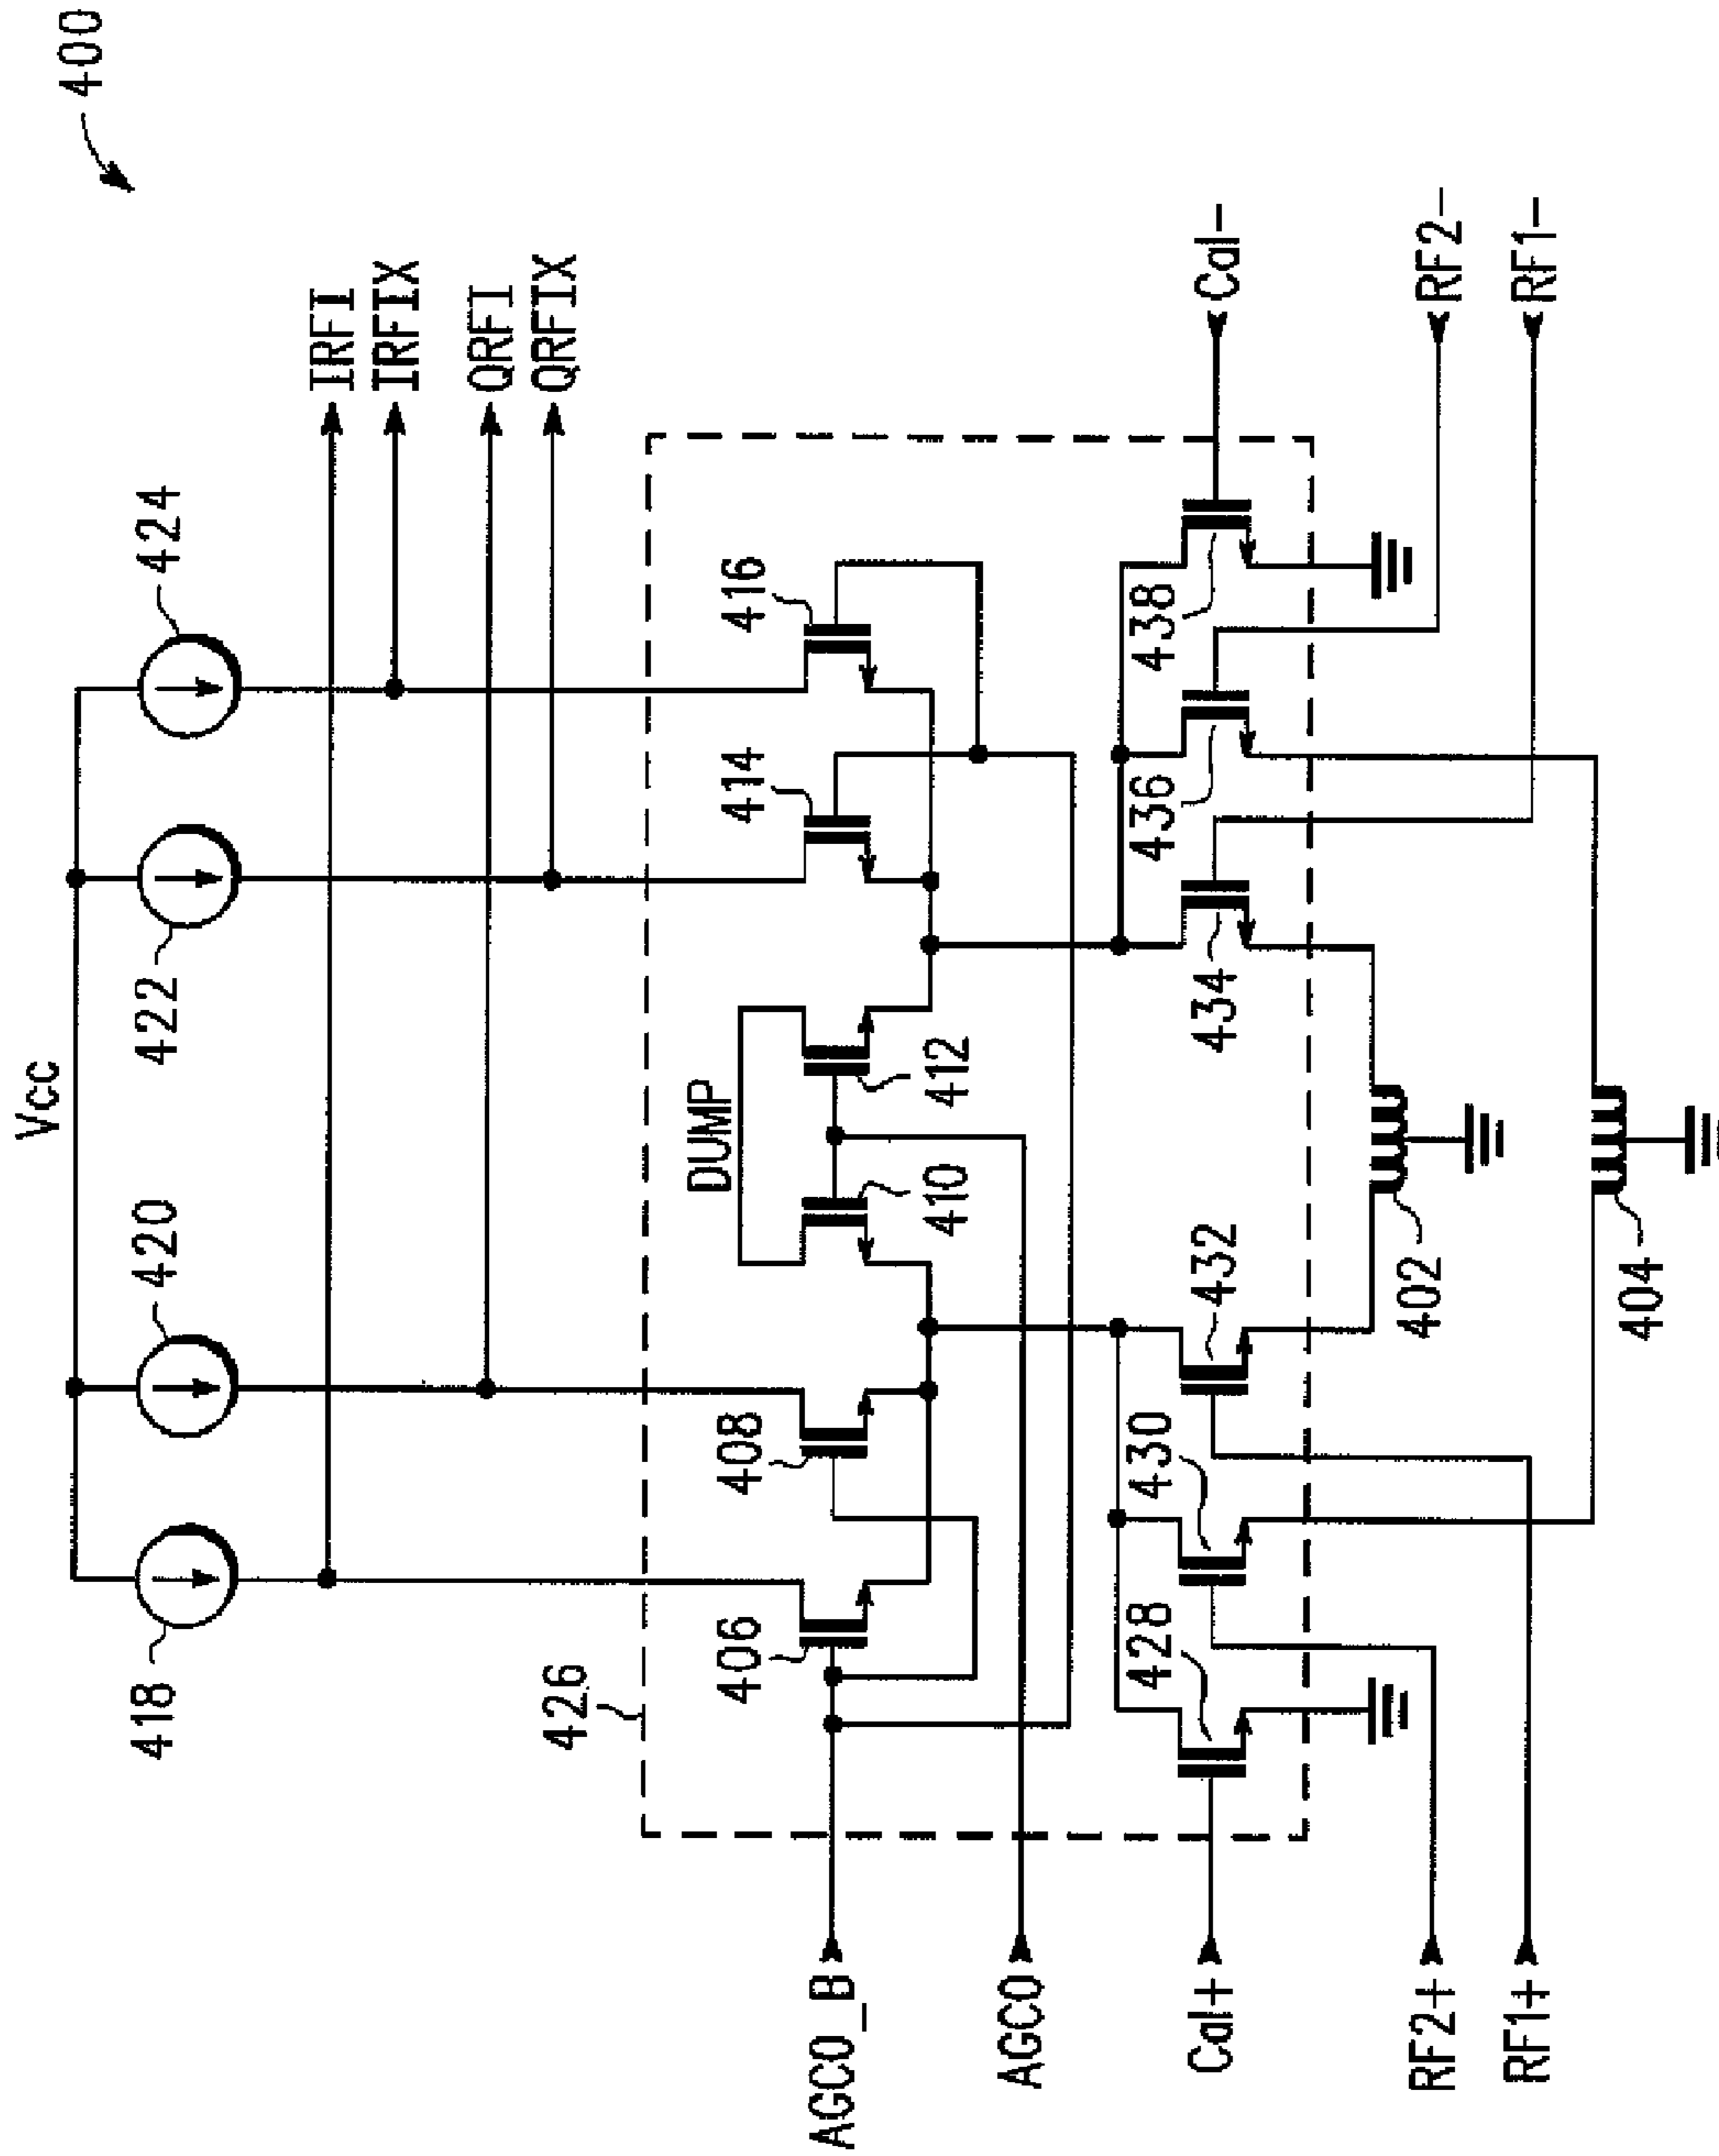 400
Vcc
418
420
422
424
IRFI
IRFIX
QRFI
QRFIX
426
DUMP
406
408
410
412
414
416
AGC0_B
AGC0
Cal+
RF2+
RF1+
428
430
432
434
436
438
Cal-
RF2-
RF1-
402
404